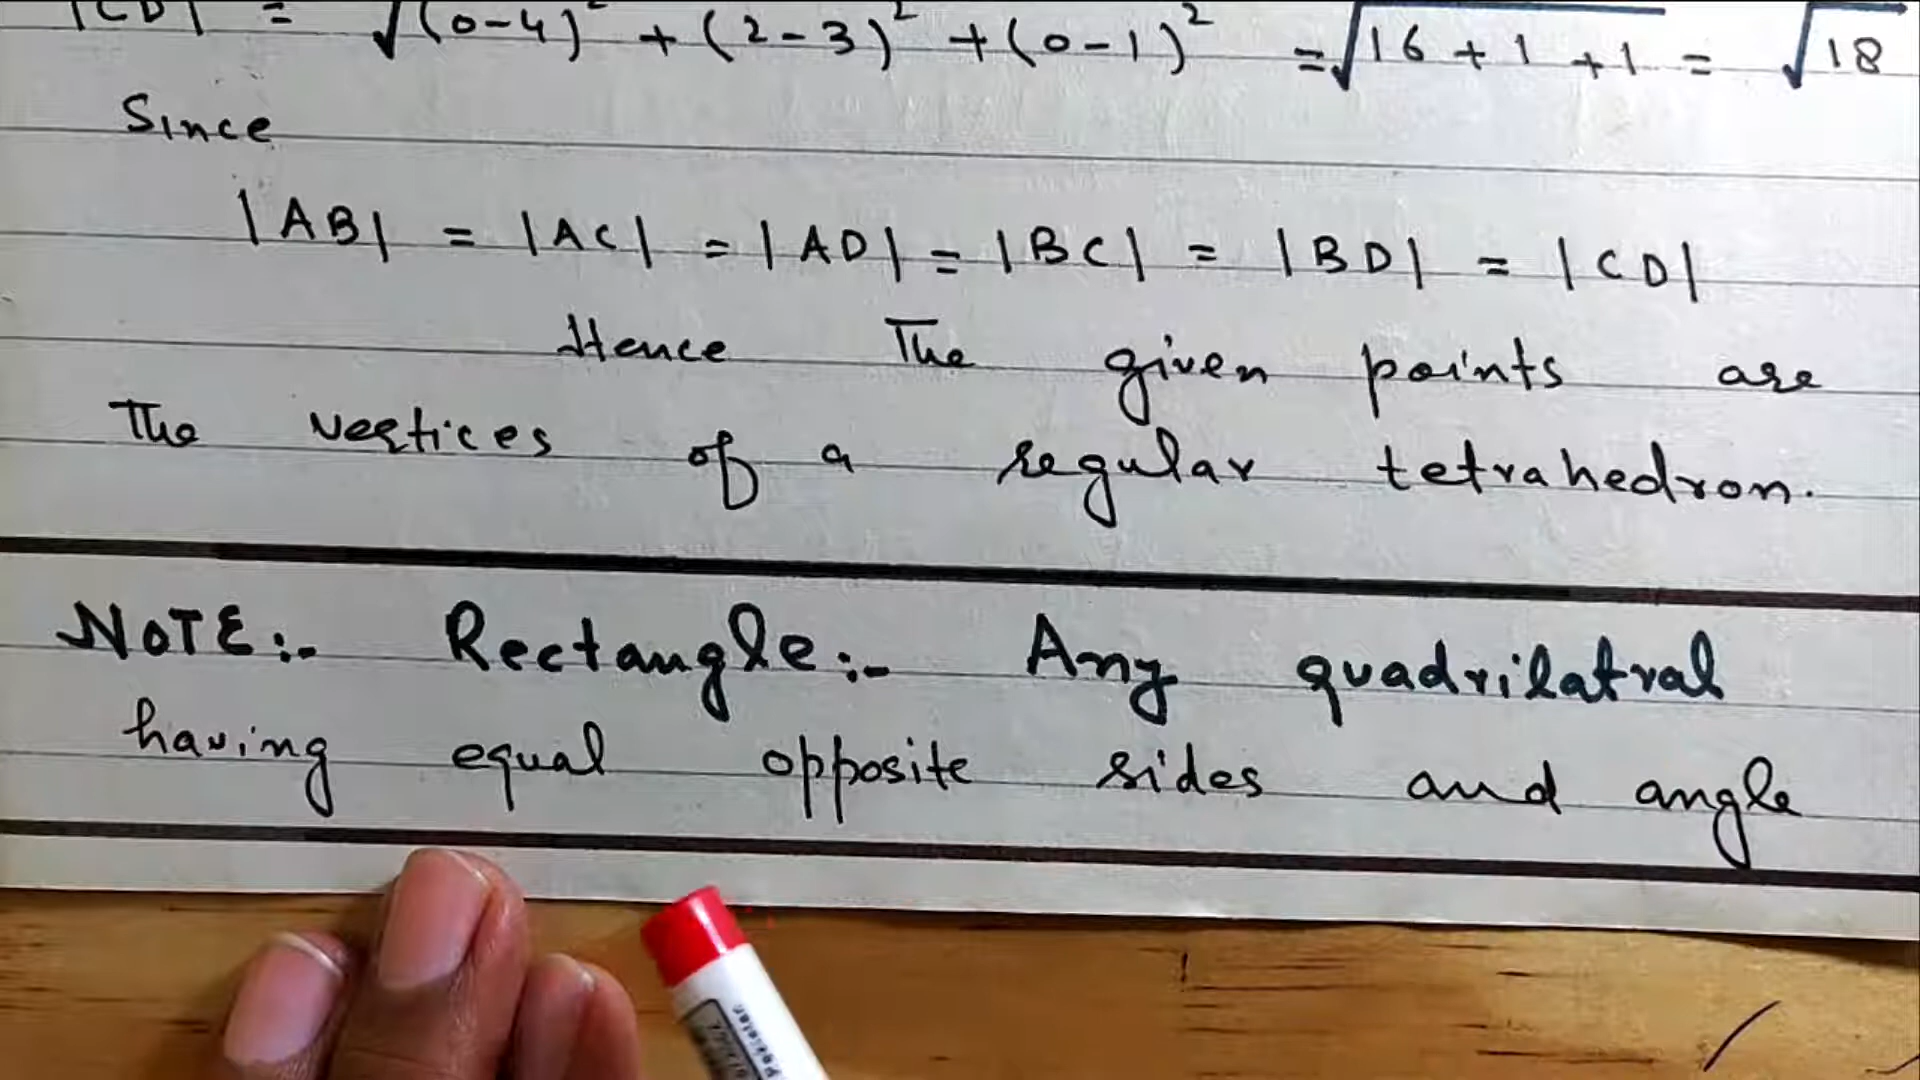 |CD| = √(0-4)² + (2-3)² + (0-1)² = √16 + 1 + 1 = √18
Since
|AB| = |AC| = |AD| = |BC| = |BD| = |CD|
Hence The given points are
The vertices of a regular tetrahedron.
NOTE:- Rectangle:- Any quadrilatral
having equal opposite sides and angle